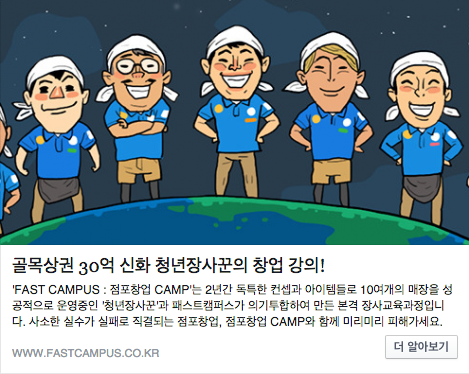 골목상권 30억 신화 청년장사꾼의 창업 강의!
'FAST CAMPUS : 점포창업 CAMP'는 2년간 독특한 컨셉과 아이템들로 10여개의 매장을 성
공적으로 운영중인 '청년장사꾼'과 패스트캠퍼스가 의기투합하여 만든 본격 장사교육과정입니
다. 사소한 실수가 실패로 직결되는 점포창업, 점포창업 CAMP와 함께 미리미리 피해가세요.
WWW.FASTCAMPUS.CO.KR
더 알아보기